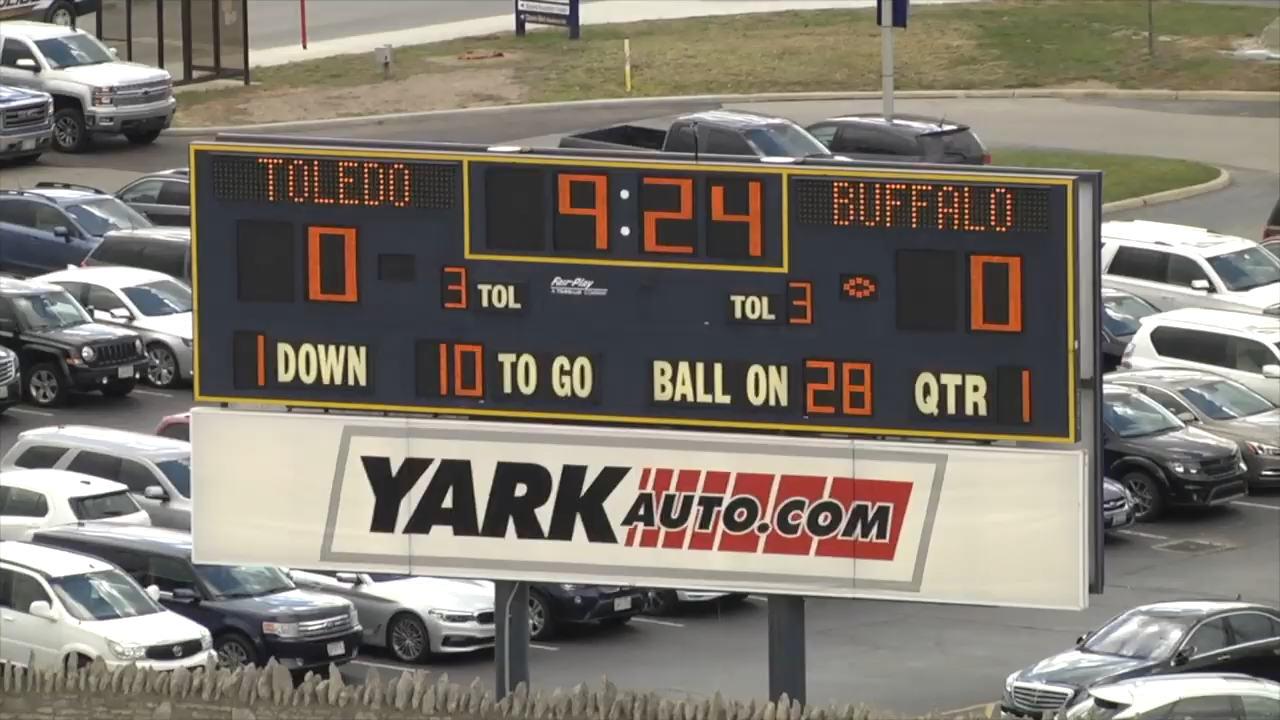 TOLEDO 9:24 BUFFALO
0 3 TOL Fair-Play TOL 3 0
1 DOWN 10 TO GO BALL ON 28 QTR 1
YARK AUTO.COM